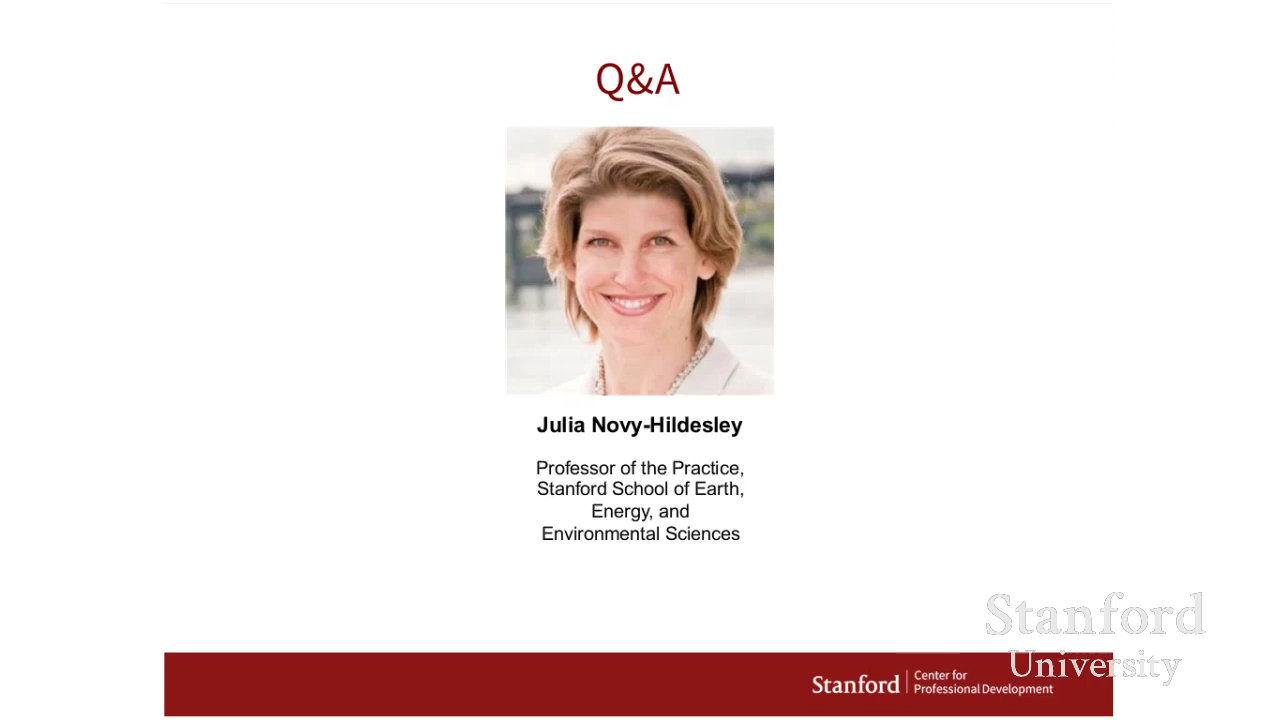 Q&A
Julia Novy-Hildesley
Professor of the Practice,
Stanford School of Earth,
Energy, and
Environmental Sciences
Stanford
University
Stanford
Center for
Professional Development